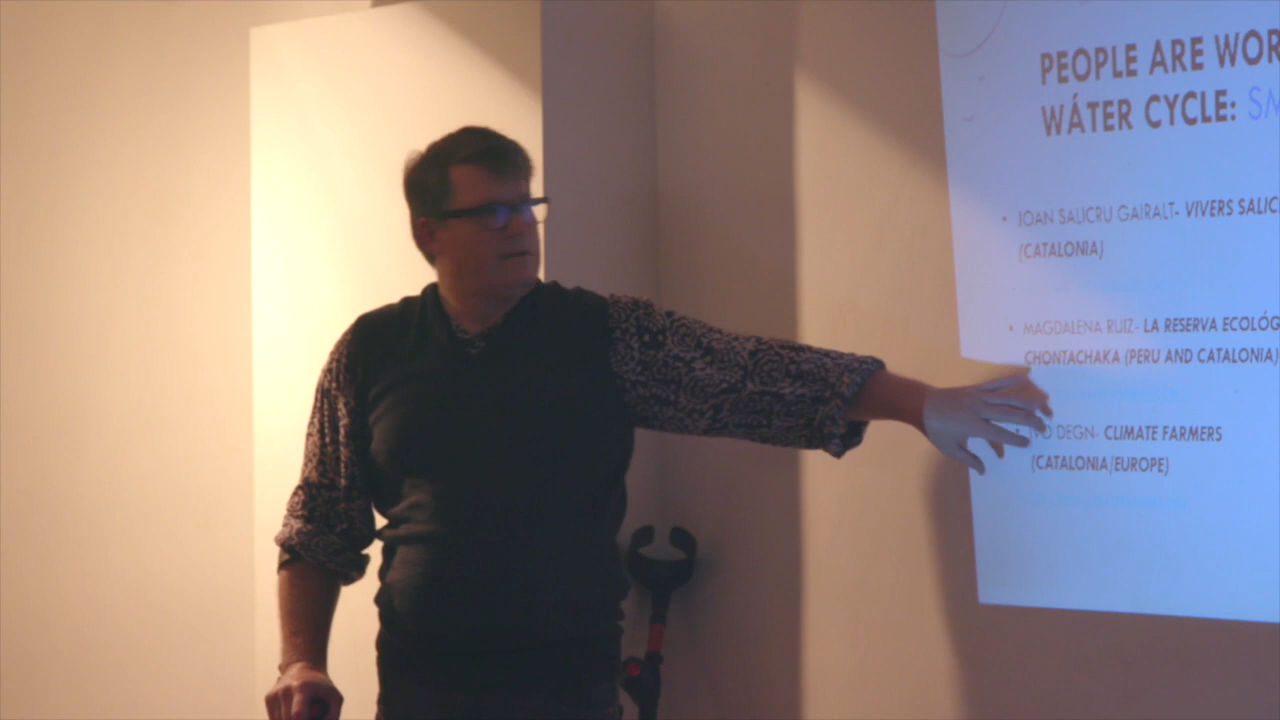 PEOPLE ARE WOR
WÁTER CYCLE: SM
• JOAN SALICRU GAIRALT- VIVERS SALIC
(CATALONIA)
• MAGDALENA RUIZ- LA RESERVA ECOLÓG
CHONTACHAKA (PERU AND CATALONIA)
DEGN- CLIMATE FARMERS
(CATALONIA/EUROPE)